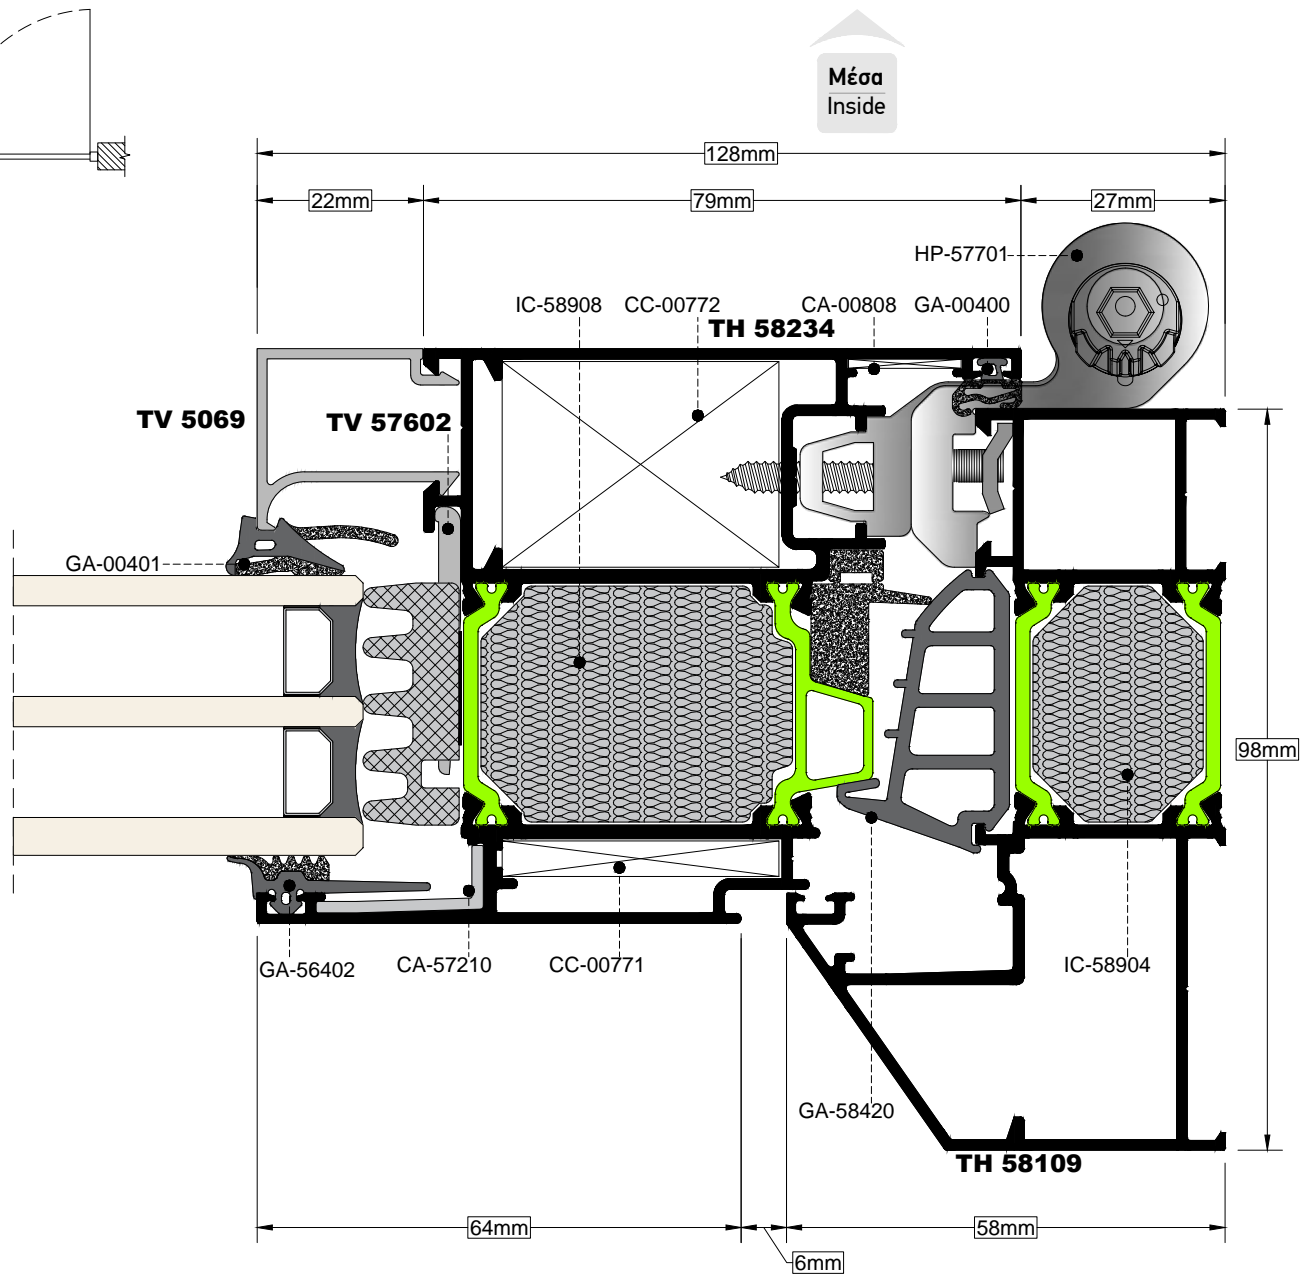 Μέσα
Inside
128mm
22mm
79mm
27mm
HP-57701
IC-58908
CC-00772
CA-00808
GA-00400
TH 58234
TV 5069
TV 57602
GA-00401
98mm
GA-56402
CA-57210
CC-00771
IC-58904
GA-58420
TH 58109
64mm
58mm
6mm